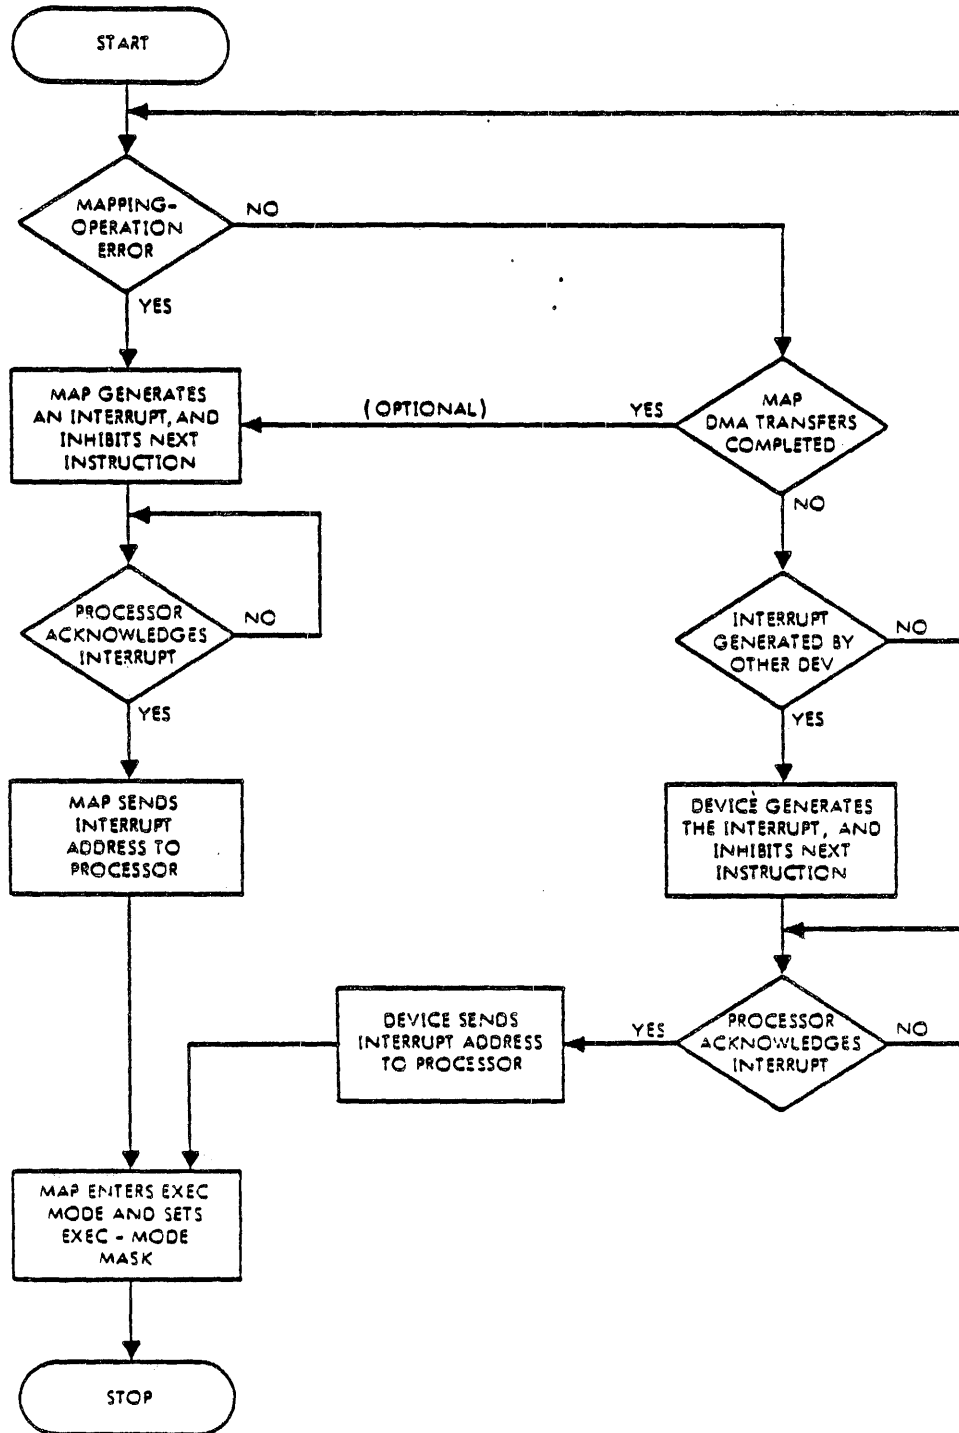 START
MAPPING-
OPERATION
ERROR
NO
YES
MAP GENERATES
AN INTERRUPT, AND
INHIBITS NEXT
INSTRUCTION
(OPTIONAL)
YES
MAP
DMA TRANSFERS
COMPLETED
NO
PROCESSOR
ACKNOWLEDGES
INTERRUPT
NO
YES
INTERRUPT
GENERATED BY
OTHER DEV
NO
YES
MAP SENDS
INTERRUPT
ADDRESS TO
PROCESSOR
DEVICE GENERATES
THE INTERRUPT, AND
INHIBITS NEXT
INSTRUCTION
DEVICE SENDS
INTERRUPT ADDRESS
TO PROCESSOR
YES
PROCESSOR
ACKNOWLEDGES
INTERRUPT
NO
MAP ENTERS EXEC
MODE AND SETS
EXEC - MODE
MASK
STOP